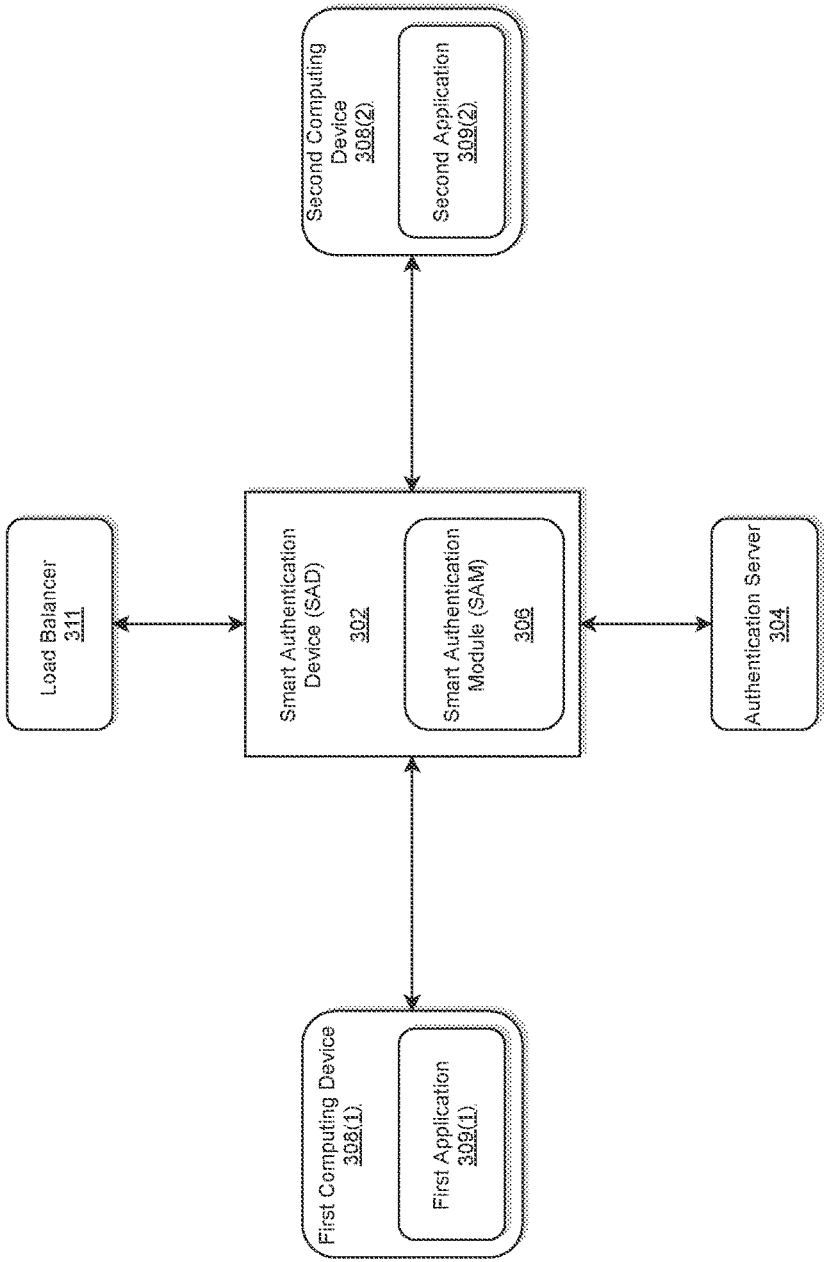 Load Balancer
311
First Computing Device
308(1)
First Application
309(1)
Smart Authentication
Device (SAD)
302
Smart Authentication
Module (SAM)
306
Second Computing
Device
308(2)
Second Application
309(2)
Authentication Server
304